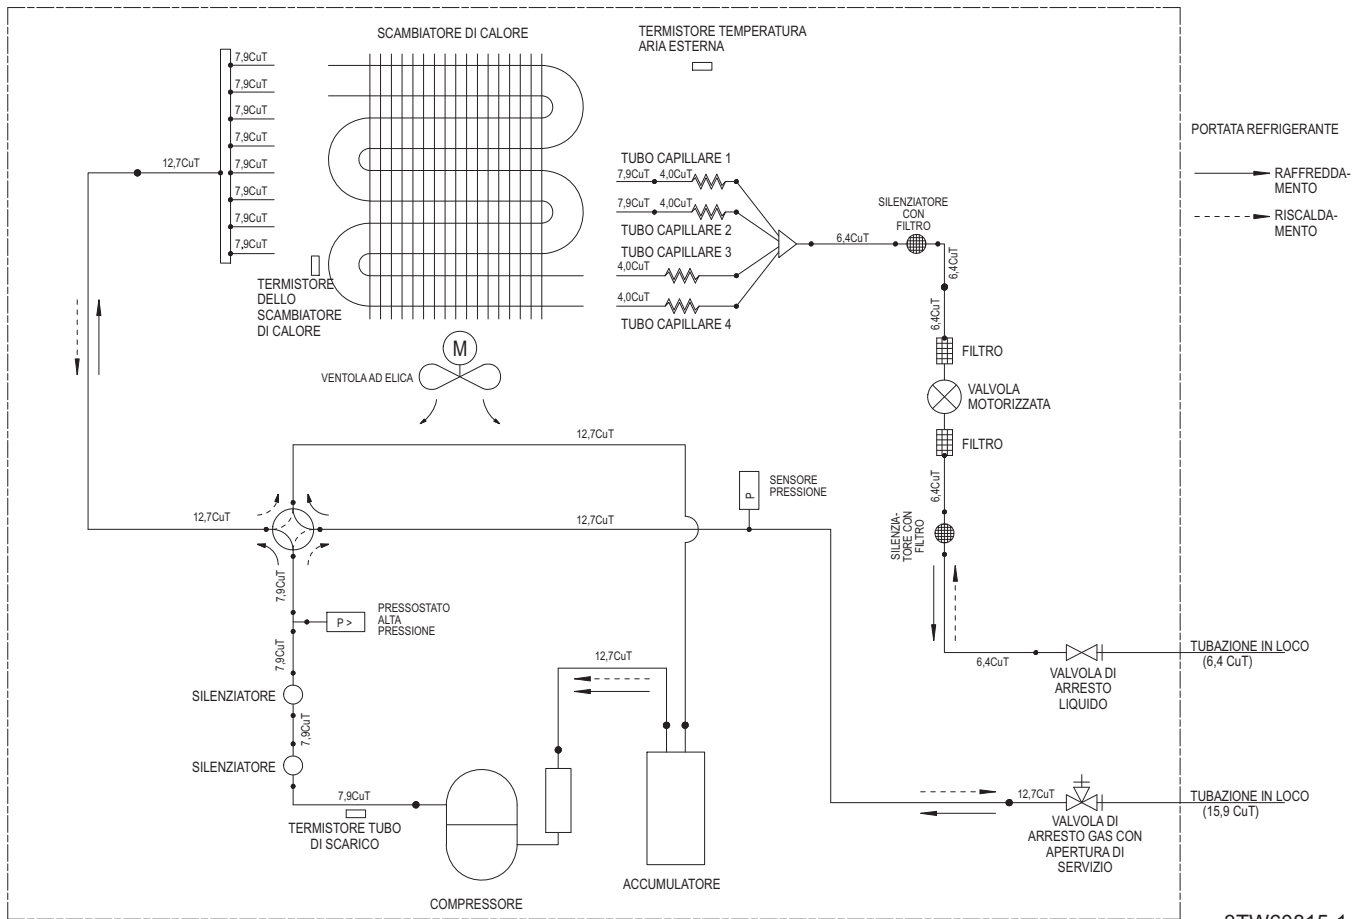 SCAMBIATORE DI CALORE
TERMISTORE TEMPERATURA
ARIA ESTERNA
7,9CuT
7,9CuT
7,9CuT
7,9CuT
7,9CuT
7,9CuT
7,9CuT
7,9CuT
12,7CuT
PORTATA REFRIGERANTE
RAFFREDDA-
MENTO
RISCALDA-
MENTO
TUBO CAPILLARE 1
7,9CuT 4,0CuT
7,9CuT 4,0CuT
TUBO CAPILLARE 2
TUBO CAPILLARE 3
4,0CuT
4,0CuT
TUBO CAPILLARE 4
SILENZIATORE
CON
FILTRO
6,4CuT
6,4CuT
6,4CuT
TERMISTORE
DELLO
SCAMBIATORE
DI CALORE
M
VENTOLA AD ELICA
FILTRO
VALVOLA
MOTORIZZATA
FILTRO
6,4CuT
SILENZIA-
TORE CON
FILTRO
12,7CuT
P
SENSORE
PRESSIONE
12,7CuT
12,7CuT
7,9CuT
P >
PRESSOSTATO
ALTA
PRESSIONE
7,9CuT
SILENZIATORE
7,9CuT
SILENZIATORE
12,7CuT
6,4CuT
VALVOLA DI
ARRESTO
LIQUIDO
TUBAZIONE IN LOCO
(6,4 CuT)
7,9CuT
TERMISTORE TUBO
DI SCARICO
COMPRESSORE
ACCUMULATORE
12,7CuT
VALVOLA DI
ARRESTO GAS CON
APERTURA DI
SERVIZIO
TUBAZIONE IN LOCO
(15,9 CuT)